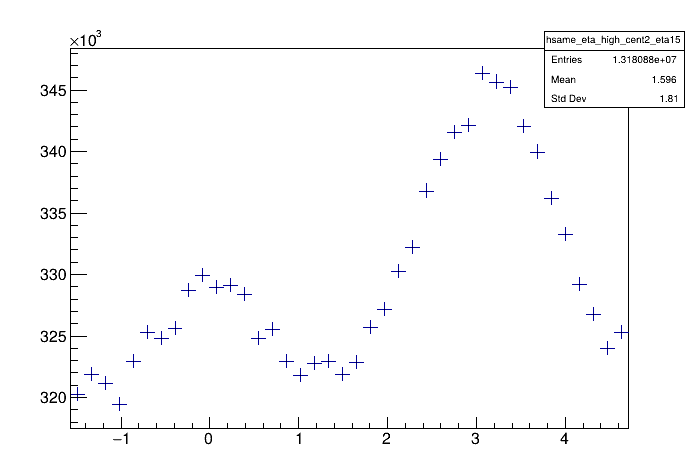 ×10³
hsame_eta_high_cent2_eta15
Entries 1.318088e+07
Mean 1.596
Std Dev 1.81
345
340
335
330
325
320
−1 0 1 2 3 4